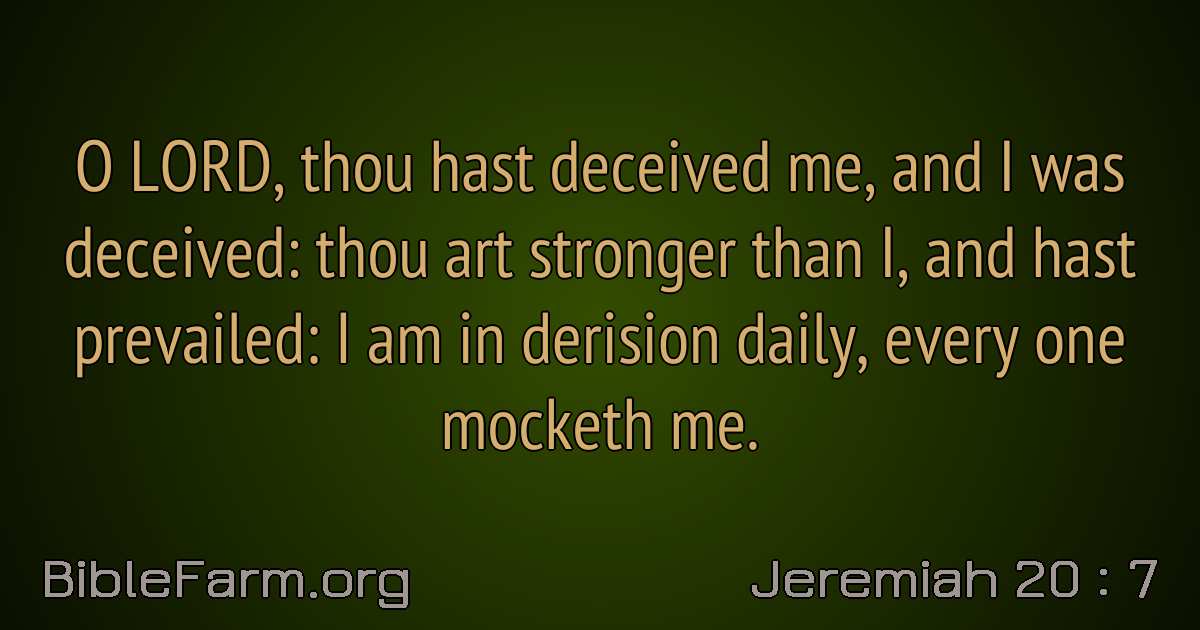 O LORD, thou hast deceived me, and I was
deceived: thou art stronger than I, and hast
prevailed: I am in derision daily, every one
mocketh me.
BibleFarm.org
Jeremiah 20 : 7